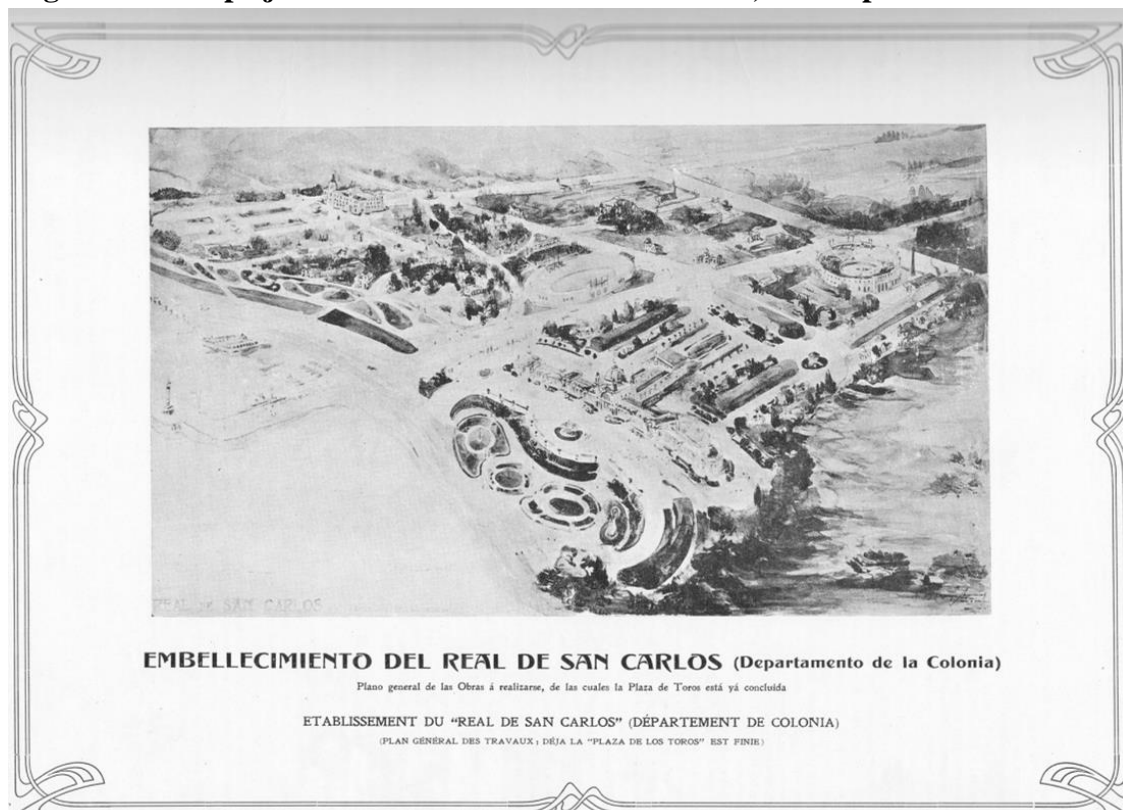 REAL DE SAN CARLOS
EMBELLECIMIENTO DEL REAL DE SAN CARLOS (Departamento de la Colonia)
Plano general de las Obras á realizarse, de las cuales la Plaza de Toros está yá concluída
ETABLISSEMENT DU "REAL DE SAN CARLOS" (DÉPARTEMENT DE COLONIA)
(PLAN GÉNÉRAL DES TRAVAUX; DÉJA LA "PLAZA DE LOS TOROS" EST FINIE)